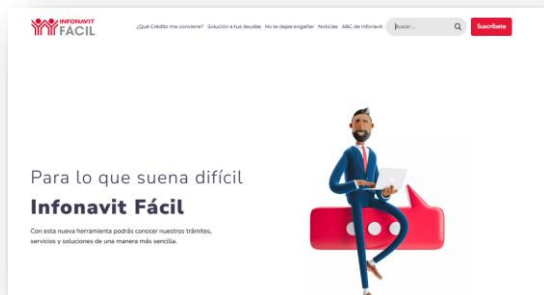 INFONAVIT
FÁCIL
¿Qué Crédito me conviene? Solución a tus deudas No te dejes engañar Noticias ABC de Infonavit Buscar ... Suscríbete
Para lo que suena difícil
Infonavit Fácil
Con esta nueva herramienta podrás conocer nuestros trámites,
servicios y soluciones de una manera más sencilla.